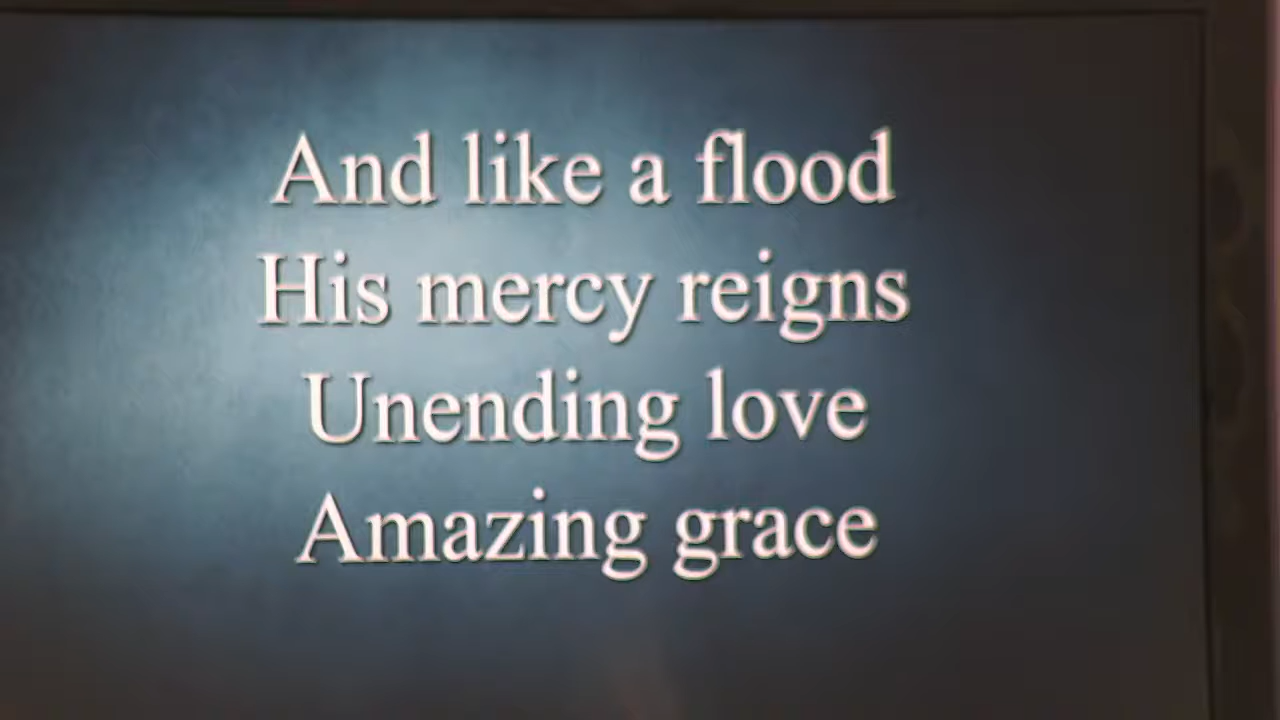 And like a flood
His mercy reigns
Unending love
Amazing grace